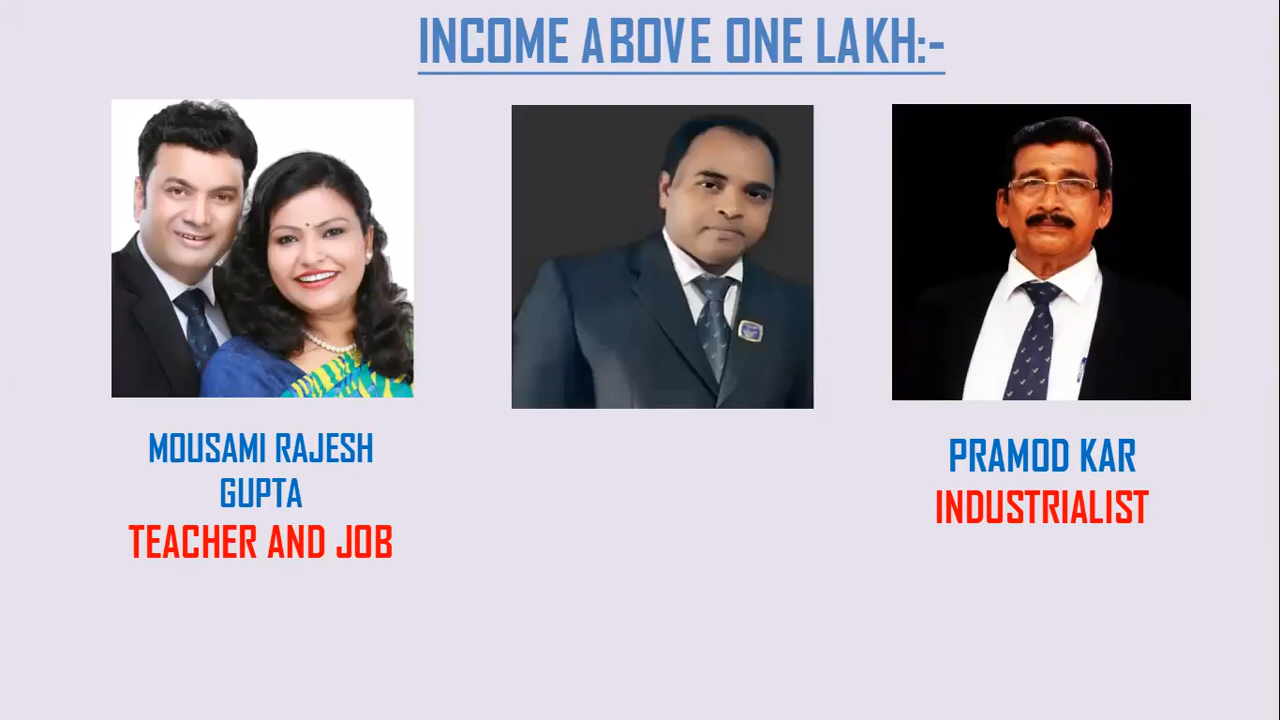 INCOME ABOVE ONE LAKH:-
MOUSAMI RAJESH
GUPTA
TEACHER AND JOB
PRAMOD KAR
INDUSTRIALIST